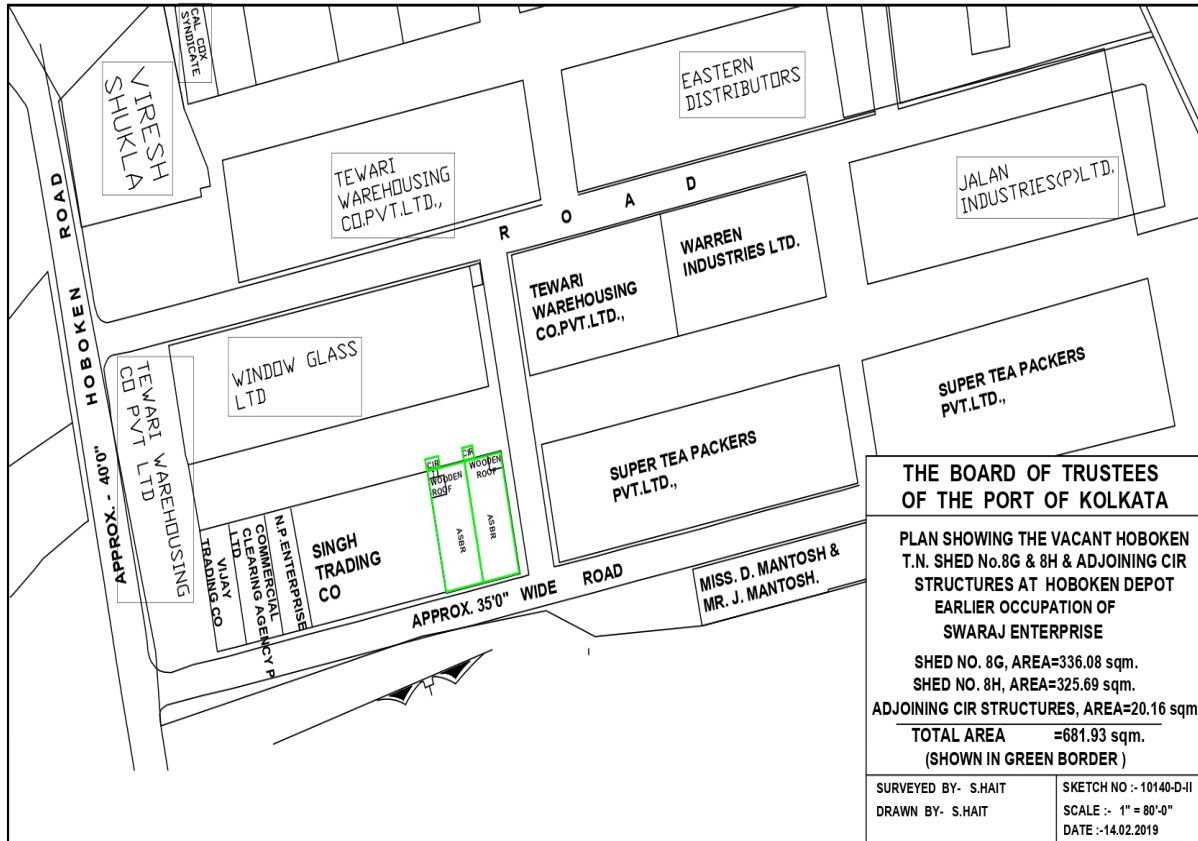 CAL COX
SYNDICATE
VIRESH
SHUKLA
TEWARI
WAREHOUSING
CO.PVT.LTD.,
EASTERN
DISTRIBUTORS
JALAN
INDUSTRIES(P)LTD.
HOBOKEN ROAD
APPROX. - 40'0"
R O A D
TEWARI
WAREHOUSING
CO.PVT.LTD.,
WARREN
INDUSTRIES LTD.
TEWARI WAREHOUSING
CO PVT LTD
WINDOW GLASS
LTD
SUPER TEA PACKERS
PVT.LTD.,
SUPER TEA PACKERS
PVT.LTD.,
CIR
CIR
WOODEN
ROOF
WOODEN
ROOF
ASBR
ASBR
VIJAY
TRADING CO
COMMERCIAL
CLEARING AGENCY P
LTD
N.P.ENTERPRISE
SINGH
TRADING
CO
APPROX. 35'0" WIDE ROAD
MISS. D. MANTOSH &
MR. J. MANTOSH.
THE BOARD OF TRUSTEES
OF THE PORT OF KOLKATA
PLAN SHOWING THE VACANT HOBOKEN
T.N. SHED No.8G & 8H & ADJOINING CIR
STRUCTURES AT HOBOKEN DEPOT
EARLIER OCCUPATION OF
SWARAJ ENTERPRISE
SHED NO. 8G, AREA=336.08 sqm.
SHED NO. 8H, AREA=325.69 sqm.
ADJOINING CIR STRUCTURES, AREA=20.16 sqm
TOTAL AREA =681.93 sqm.
(SHOWN IN GREEN BORDER )
SURVEYED BY- S.HAIT
DRAWN BY- S.HAIT
SKETCH NO :- 10140-D-II
SCALE :- 1" = 80'-0"
DATE :-14.02.2019